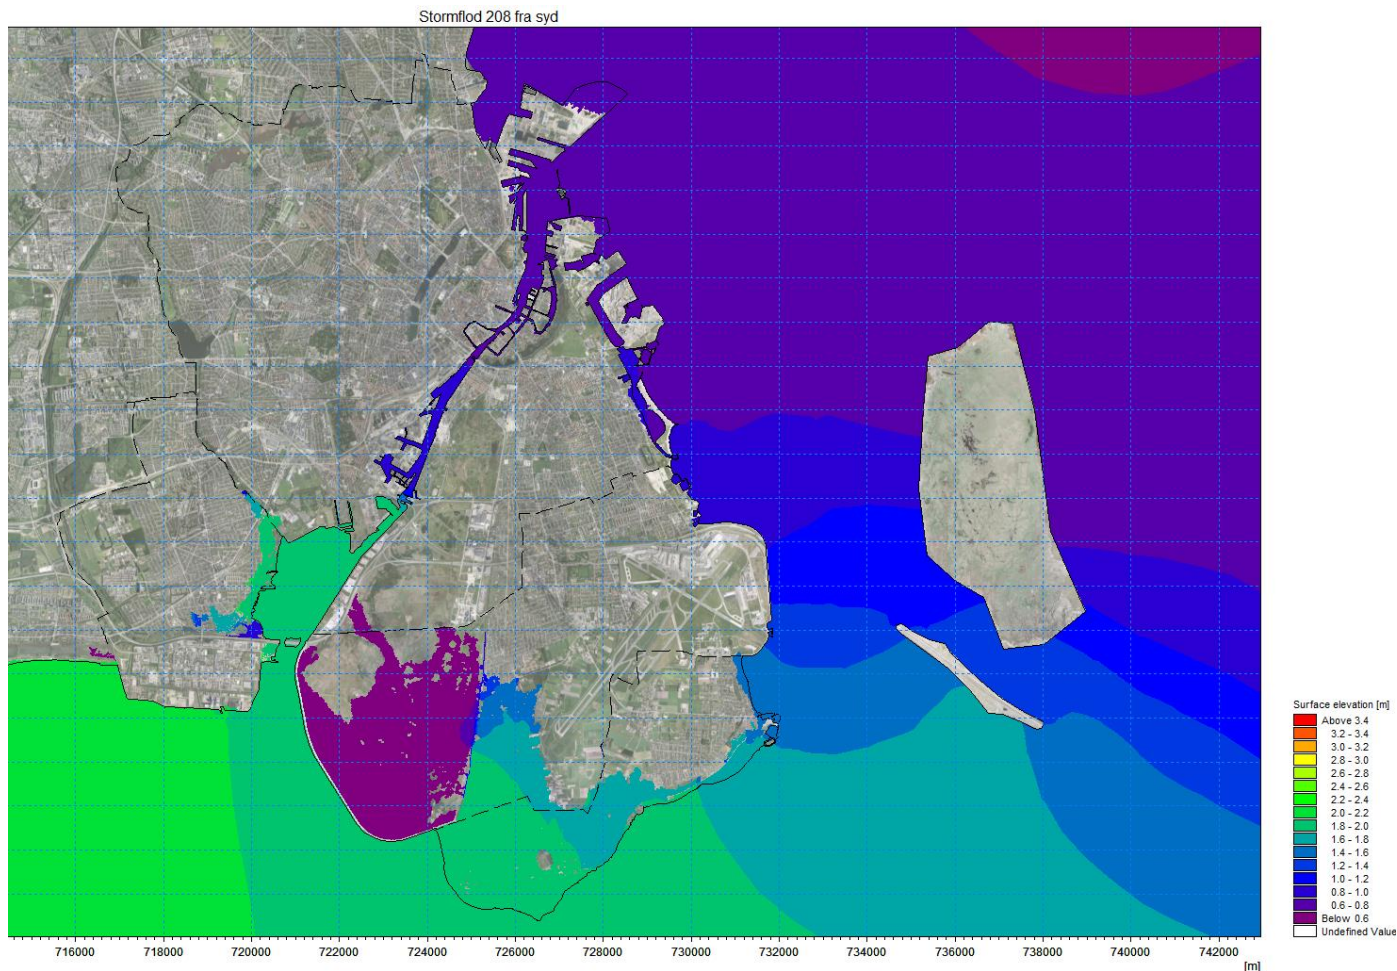 Stormflod 208 fra syd
Surface elevation [m]
Above 3.4
3.2 - 3.4
3.0 - 3.2
2.8 - 3.0
2.6 - 2.8
2.4 - 2.6
2.2 - 2.4
2.0 - 2.2
1.8 - 2.0
1.6 - 1.8
1.4 - 1.6
1.2 - 1.4
1.0 - 1.2
0.8 - 1.0
0.6 - 0.8
Below 0.6
Undefined Value
716000 718000 720000 722000 724000 726000 728000 730000 732000 734000 736000 738000 740000 742000
[m]